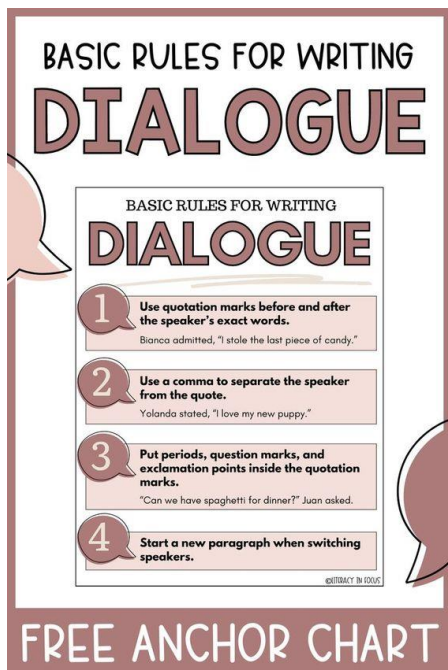 BASIC RULES FOR WRITING
DIALOGUE
BASIC RULES FOR WRITING
DIALOGUE
1
Use quotation marks before and after
the speaker's exact words.
Bianca admitted, "I stole the last piece of candy."
2
Use a comma to separate the speaker
from the quote.
Yolanda stated, "I love my new puppy."
3
Put periods, question marks, and
exclamation points inside the quotation
marks.
"Can we have spaghetti for dinner?" Juan asked.
4
Start a new paragraph when switching
speakers.
©LITERACY IN FOCUS
FREE ANCHOR CHART